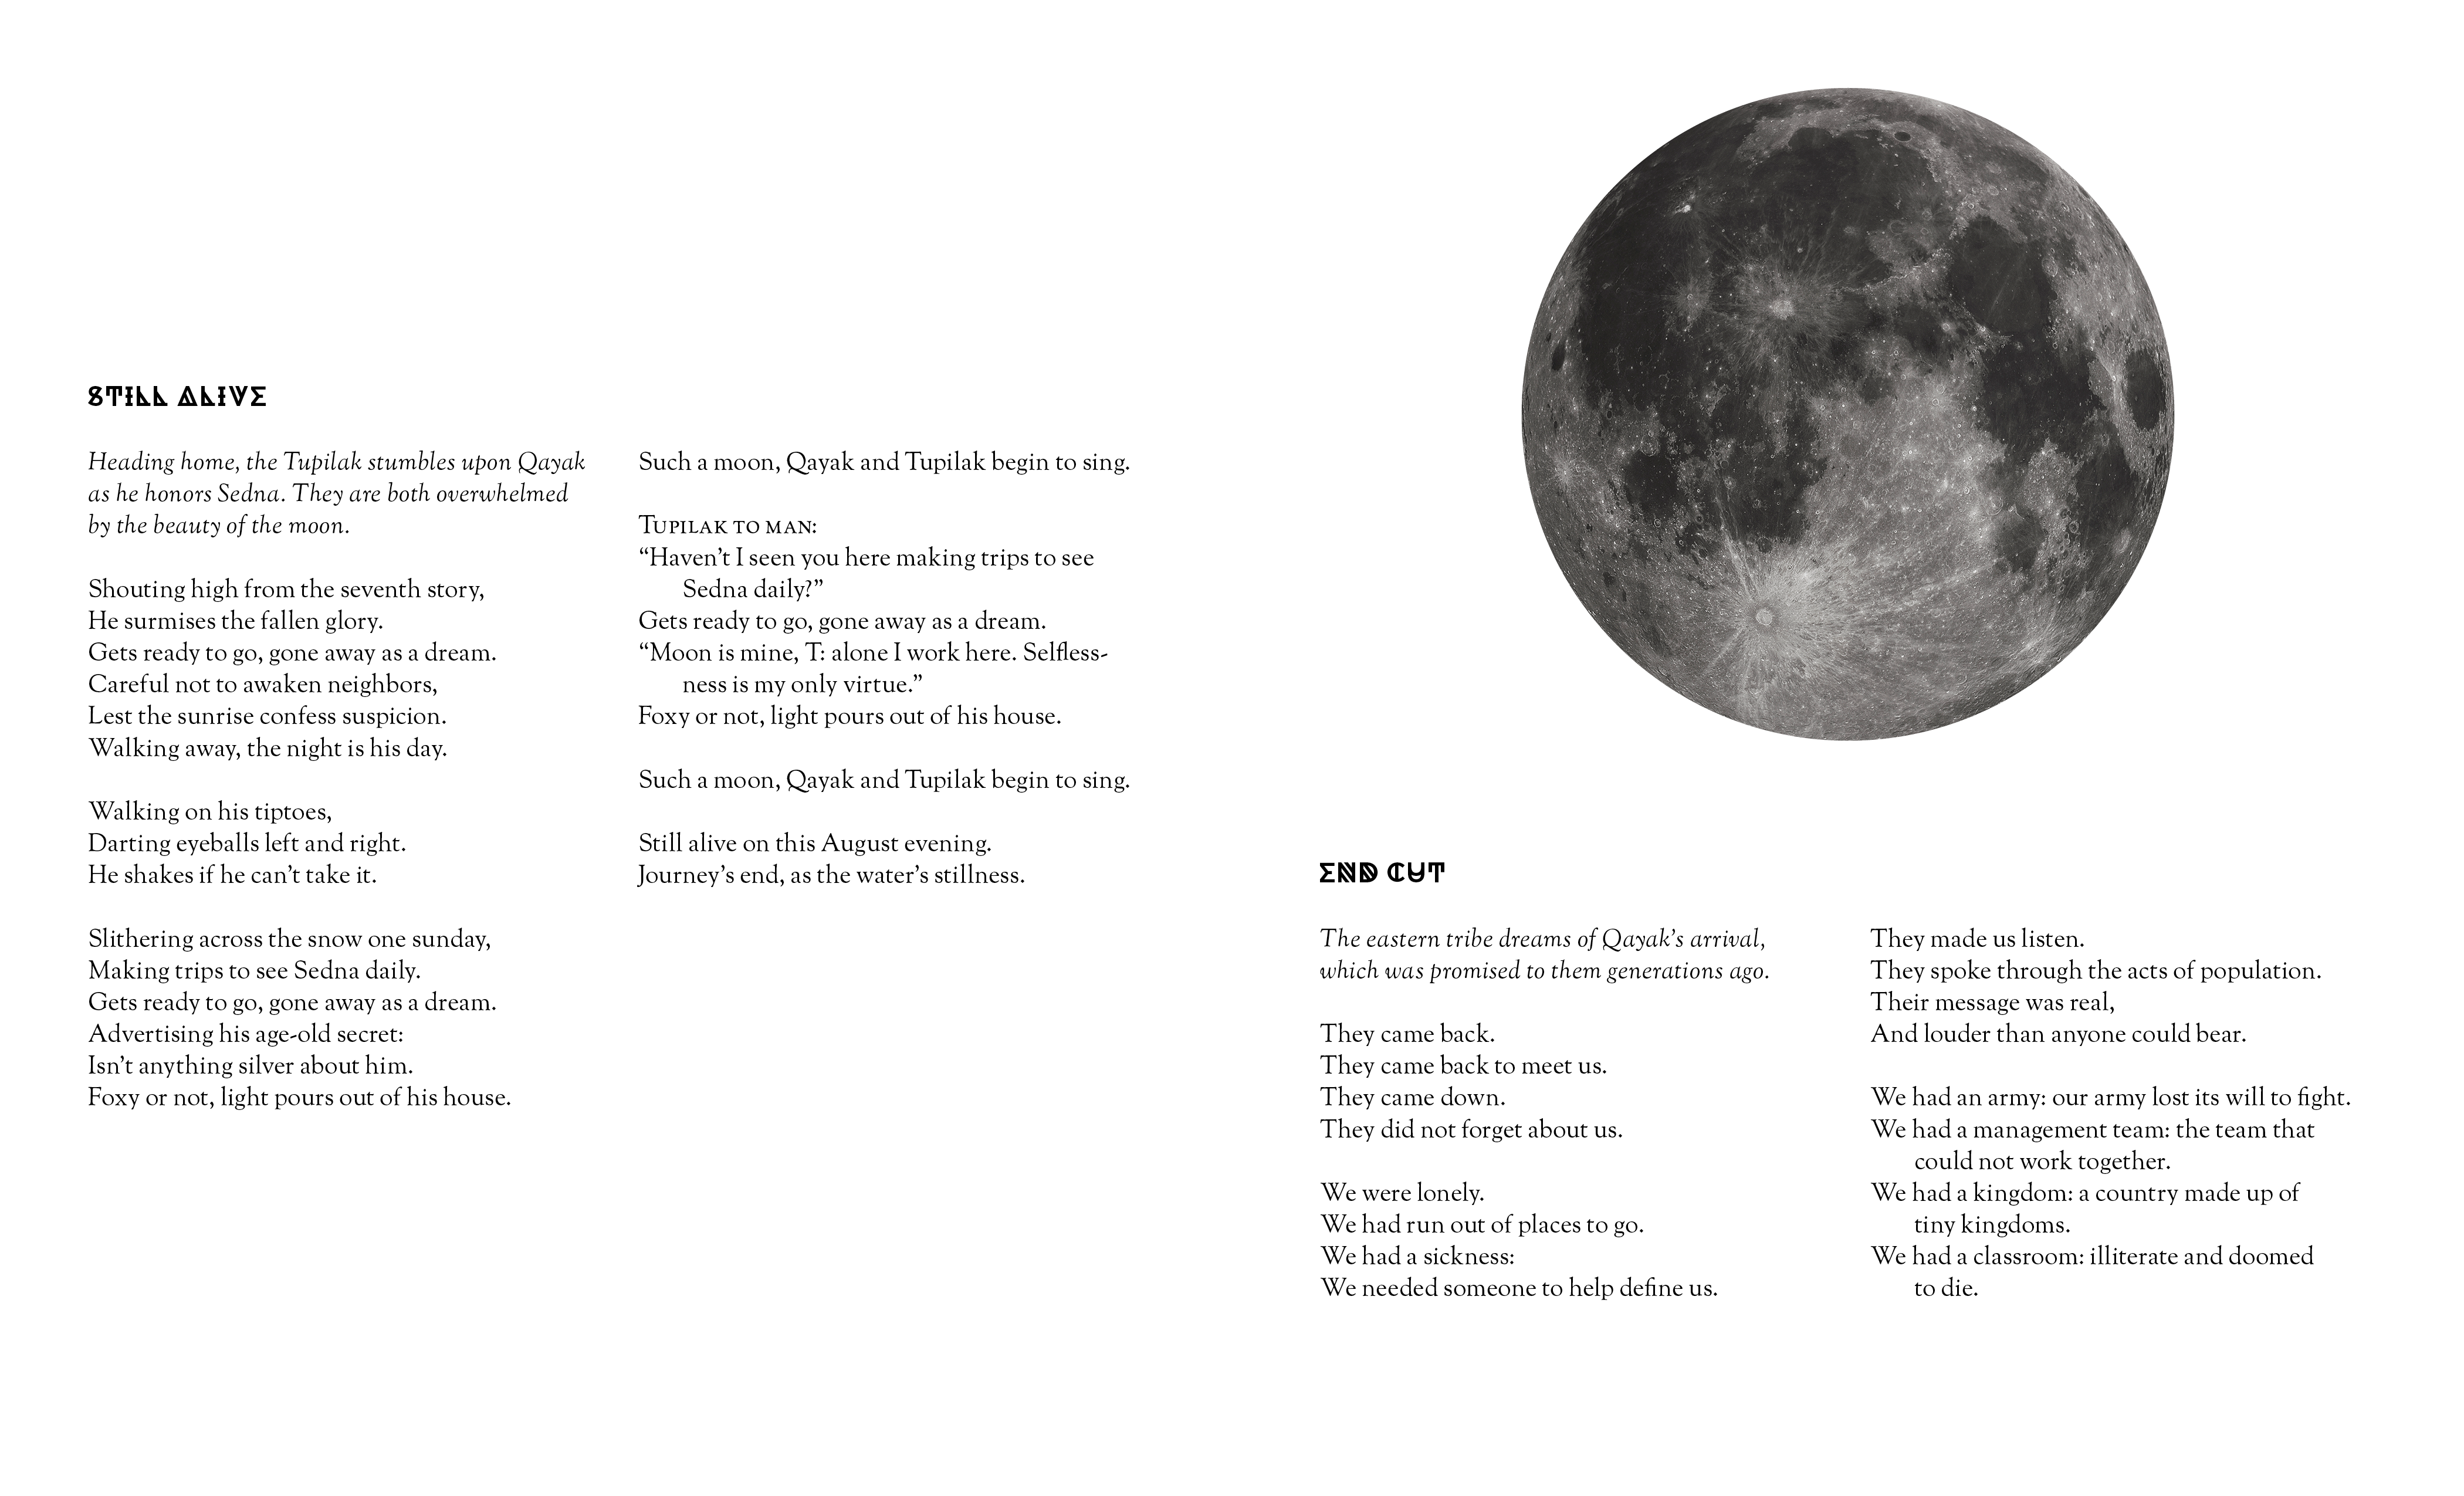 STILL ALIVE
Heading home, the Tupilak stumbles upon Qayak
as he honors Sedna. They are both overwhelmed
by the beauty of the moon.
Shouting high from the seventh story,
He surmises the fallen glory.
Gets ready to go, gone away as a dream.
Careful not to awaken neighbors,
Lest the sunrise confess suspicion.
Walking away, the night is his day.
Walking on his tiptoes,
Darting eyeballs left and right.
He shakes if he can’t take it.
Slithering across the snow one sunday,
Making trips to see Sedna daily.
Gets ready to go, gone away as a dream.
Advertising his age-old secret:
Isn’t anything silver about him.
Foxy or not, light pours out of his house.
Such a moon, Qayak and Tupilak begin to sing.
Tupilak to man:
“Haven’t I seen you here making trips to see
Sedna daily?”
Gets ready to go, gone away as a dream.
“Moon is mine, T: alone I work here. Selfless-
ness is my only virtue.”
Foxy or not, light pours out of his house.
Such a moon, Qayak and Tupilak begin to sing.
Still alive on this August evening.
Journey’s end, as the water’s stillness.
END CUT
The eastern tribe dreams of Qayak’s arrival,
which was promised to them generations ago.
They came back.
They came back to meet us.
They came down.
They did not forget about us.
We were lonely.
We had run out of places to go.
We had a sickness:
We needed someone to help define us.
They made us listen.
They spoke through the acts of population.
Their message was real,
And louder than anyone could bear.
We had an army: our army lost its will to fight.
We had a management team: the team that
could not work together.
We had a kingdom: a country made up of
tiny kingdoms.
We had a classroom: illiterate and doomed
to die.